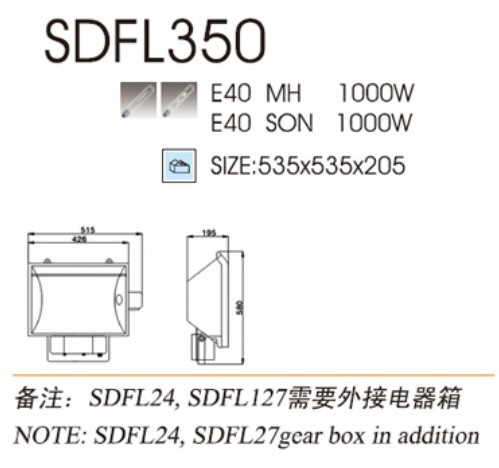 SDFL350
E40 MH 1000W
E40 SON 1000W
SIZE:535x535x205
515
426
195
580
备注：SDFL24, SDFL127需要外接电器箱
NOTE: SDFL24, SDFL27gear box in addition